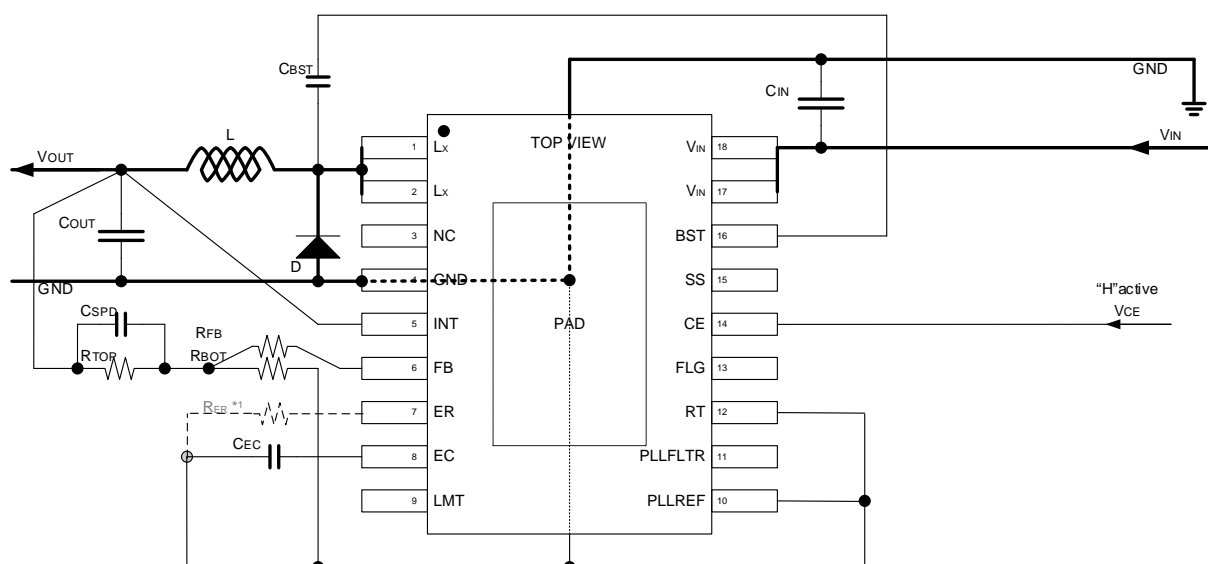 CBST
CIN
GND
L
TOP VIEW
VIN
VOUT
1 LX
VIN 18
2 LX
VIN 17
COUT
3 NC
BST 16
D
4 GND
SS 15
GND
CSPD
5 INT
PAD
CE 14
“H”active
VCE
RFB
RTOP
RBOT
6 FB
FLG 13
RER *1
7 ER
RT 12
CEC
8 EC
PLLFLTR 11
9 LMT
PLLREF 10